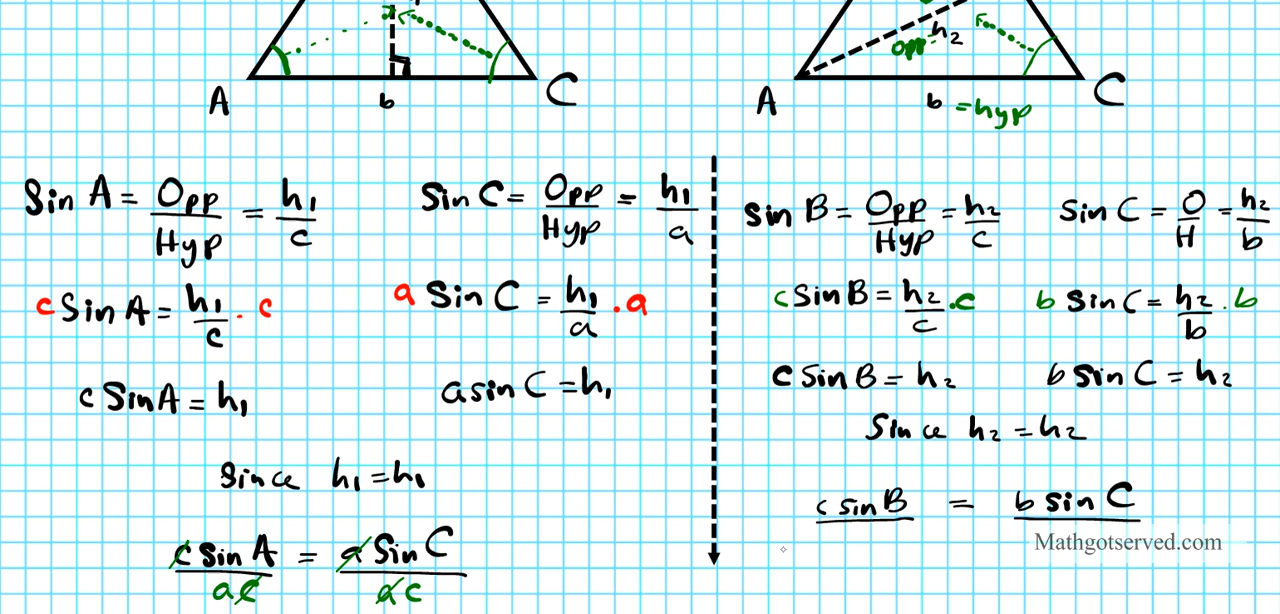 h₂
Opp=
A b C
A b =hyp C
Sin A = Opp/Hyp = h₁/c
Sin C = Opp/Hyp = h₁/a
c Sin A = h₁/c · c
a Sin C = h₁/a · a
c Sin A = h₁
a sin C = h₁
Since h₁ = h₁
c Sin A/ac = a Sin C/ac
Sin B = Opp/Hyp = h₂/c
Sin C = O/H = h₂/b
c Sin B = h₂/c · c
b Sin C = h₂/b · b
c Sin B = h₂
b Sin C = h₂
Since h₂ = h₂
c sin B = b sin C
Mathgotserved.com